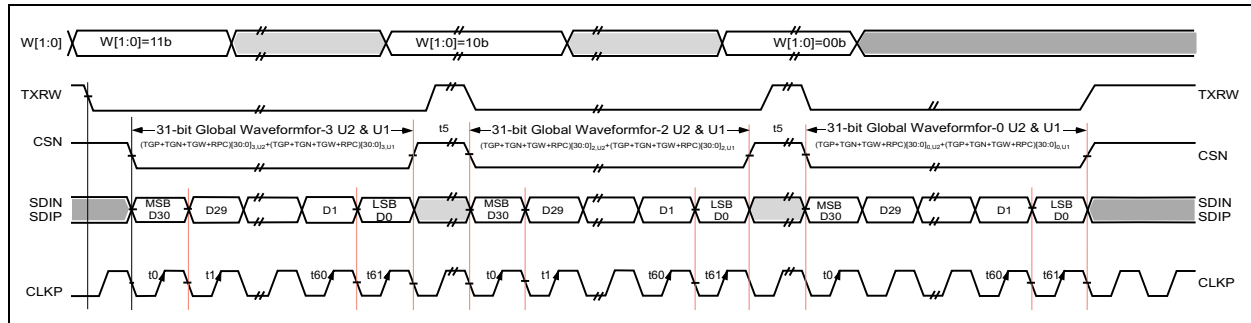 W[1:0]
W[1:0]=11b
W[1:0]=10b
W[1:0]=00b
TXRW
TXRW
31-bit Global Waveformfor-3 U2 & U1
t5
31-bit Global Waveformfor-2 U2 & U1
t5
31-bit Global Waveformfor-0 U2 & U1
CSN
(TGP+TGN+TGW+RPC)[30:0]3,U2+(TGP+TGN+TGW+RPC)[30:0]3,U1
(TGP+TGN+TGW+RPC)[30:0]2,U2+(TGP+TGN+TGW+RPC)[30:0]2,U1
(TGP+TGN+TGW+RPC)[30:0]0,U2+(TGP+TGN+TGW+RPC)[30:0]0,U1
CSN
SDIN
SDIP
MSB
D30
D29
D1
LSB
D0
MSB
D30
D29
D1
LSB
D0
MSB
D30
D29
D1
LSB
D0
SDIN
SDIP
CLKP
t0
t1
t60
t61
t0
t1
t60
t61
t0
t60
t61
CLKP